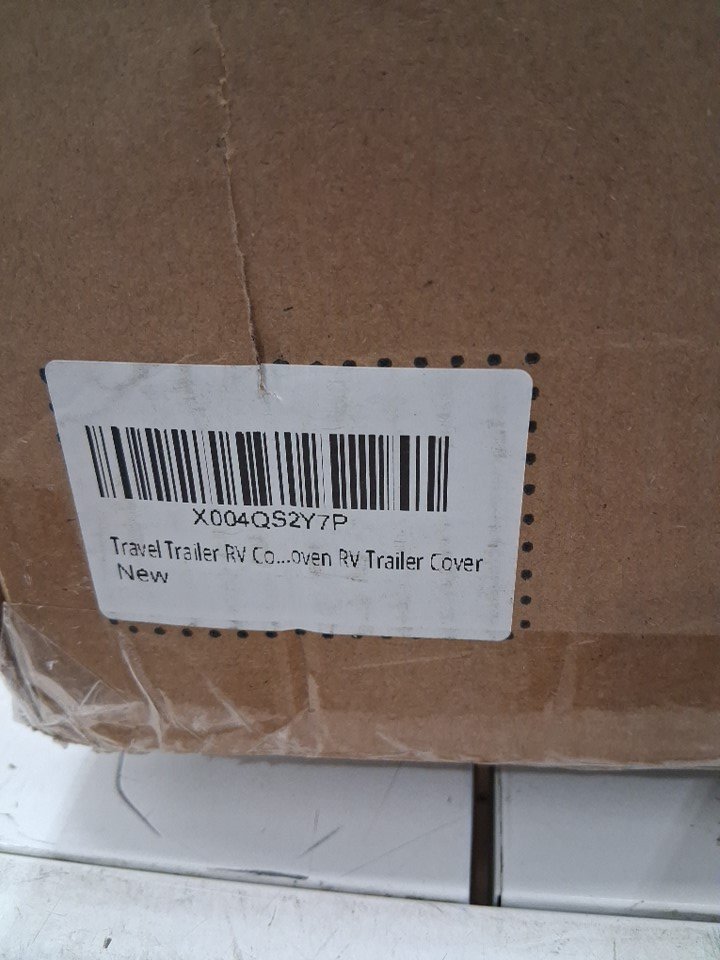 X004QS2Y7P
Travel Trailer RV Co...oven RV Trailer Cover
New